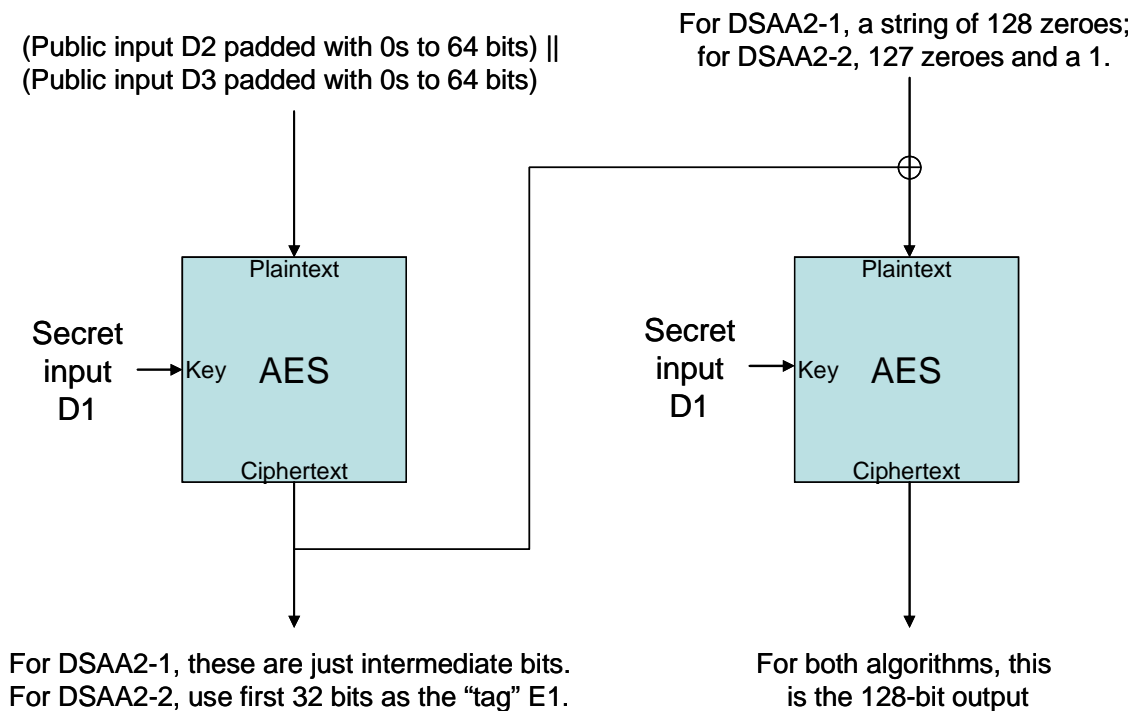 (Public input D2 padded with 0s to 64 bits) ||
(Public input D3 padded with 0s to 64 bits)
For DSAA2-1, a string of 128 zeroes;
for DSAA2-2, 127 zeroes and a 1.
Plaintext
Secret
input
D1
Key
AES
Ciphertext
Plaintext
Secret
input
D1
Key
AES
Ciphertext
For DSAA2-1, these are just intermediate bits.
For DSAA2-2, use first 32 bits as the “tag” E1.
For both algorithms, this
is the 128-bit output